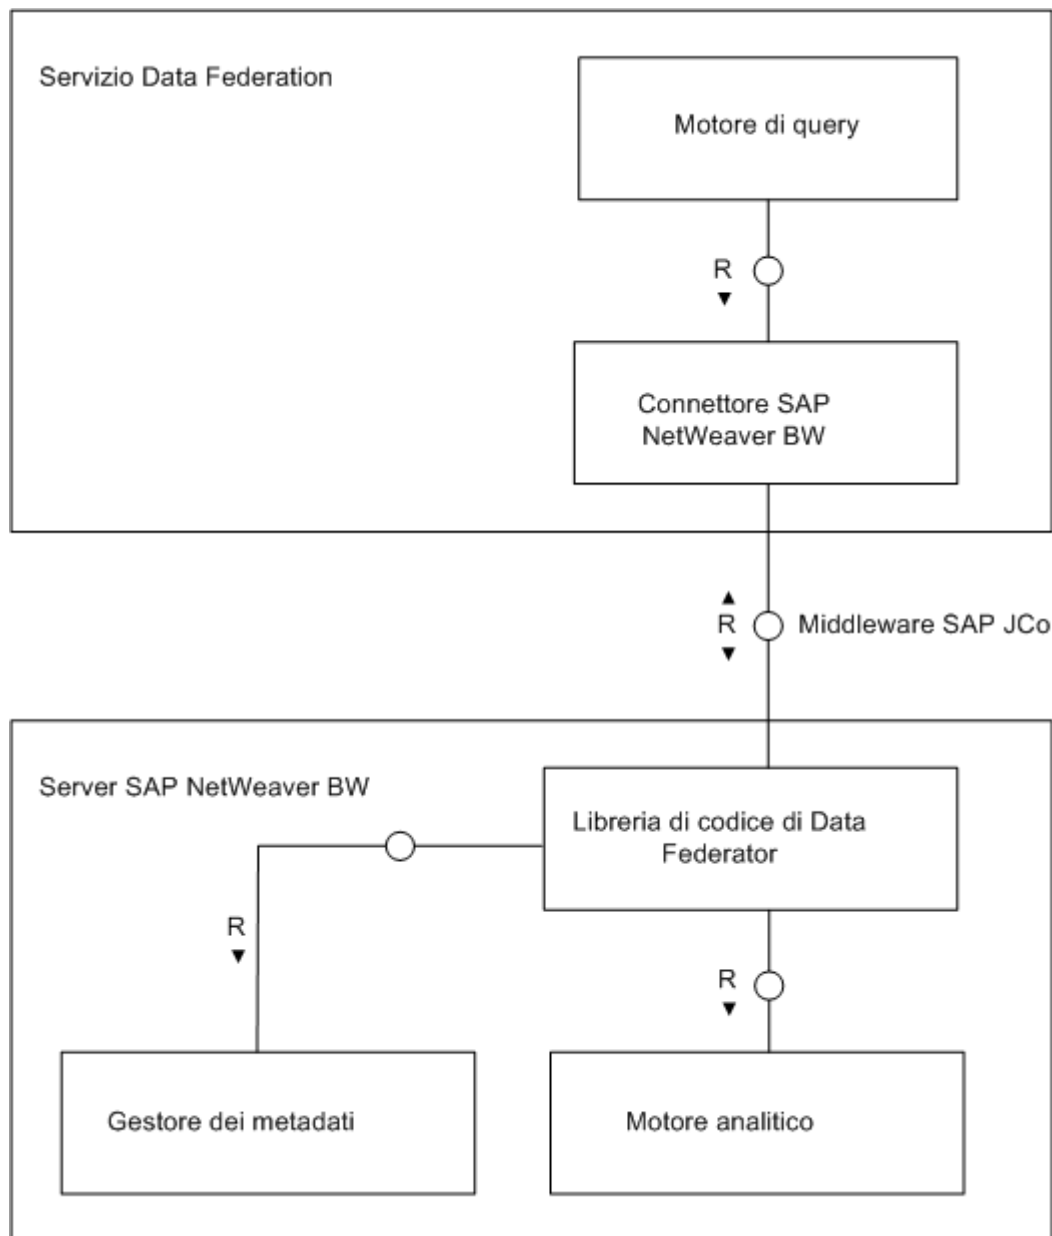 Servizio Data Federation
Motore di query
R
▼
Connettore SAP
NetWeaver BW
▲
R
▼
Middleware SAP JCo
Server SAP NetWeaver BW
Libreria di codice di Data
Federator
R
▼
R
▼
Gestore dei metadati
Motore analitico